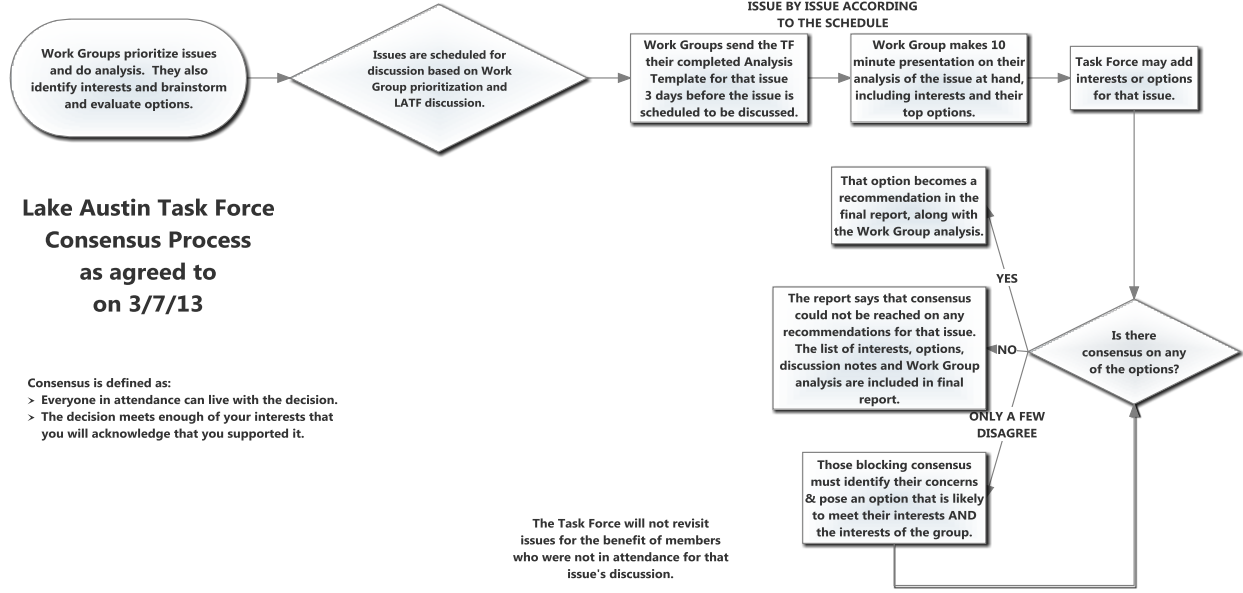 ISSUE BY ISSUE ACCORDING
TO THE SCHEDULE
Work Groups prioritize issues
and do analysis.  They also
identify interests and brainstorm
and evaluate options.
Issues are scheduled for
discussion based on Work
Group prioritization and
LATF discussion.
Work Groups send the TF
their completed Analysis
Template for that issue
3 days before the issue is
scheduled to be discussed.
Work Group makes 10
minute presentation on their
analysis of the issue at hand,
including interests and their
top options.
Task Force may add
interests or options
for that issue.
Lake Austin Task Force
Consensus Process
as agreed to
on 3/7/13
Consensus is defined as:
➢ Everyone in attendance can live with the decision.
➢ The decision meets enough of your interests that
you will acknowledge that you supported it.
Is there
consensus on any
of the options?
YES
That option becomes a
recommendation in the
final report, along with
the Work Group analysis.
NO
The report says that consensus
could not be reached on any
recommendations for that issue.
The list of interests, options,
discussion notes and Work Group
analysis are included in final
report.
ONLY A FEW
DISAGREE
Those blocking consensus
must identify their concerns
& pose an option that is likely
to meet their interests AND
the interests of the group.
The Task Force will not revisit
issues for the benefit of members
who were not in attendance for that
issue's discussion.